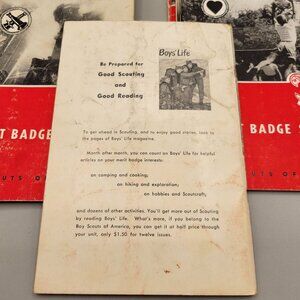 Be Prepared for
Good Scouting
and
Good Reading
Boys' Life
To get ahead in Scouting, and to enjoy good stories, look to
the pages of Boys' Life magazine.
Month after month, you can count on Boys' Life for helpful
articles on your merit badge interests:
on camping and cooking;
on hiking and exploration;
on hobbies and Scoutcraft;
and dozens of other activities. You'll get more out of Scouting
by reading Boys' Life. What's more, if you belong to the
Boy Scouts of America, you can get it at half price through
your unit, only $1.50 for twelve issues.
T BADGE
UTS OF
T BADGE
OUTS OF